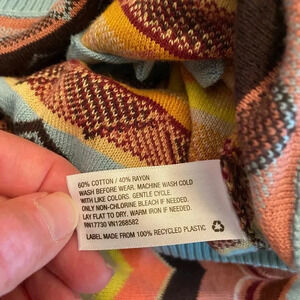 60% COTTON / 40% RAYON
WASH BEFORE WEAR. MACHINE WASH COLD
WITH LIKE COLORS. GENTLE CYCLE
ONLY NON-CHLORINE BLEACH IF NEEDED.
LAY FLAT TO DRY. WARM IRON IF NEEDED.
RN17730 VN1268582
LABEL MADE FROM 100% RECYCLED PLASTIC